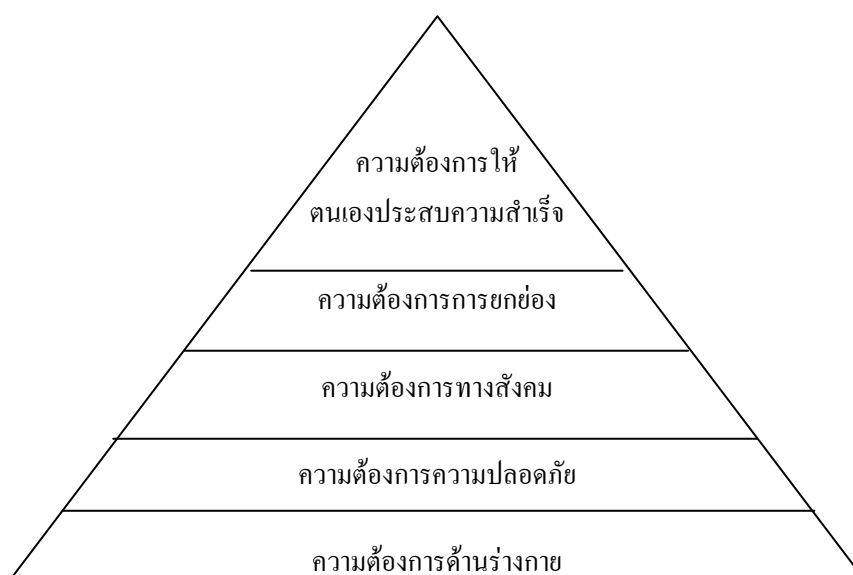 ความต้องการให้
ตนเองประสบความสำเร็จ
ความต้องการการยกย่อง
ความต้องการทางสังคม
ความต้องการความปลอดภัย
ความต้องการด้านร่างกาย